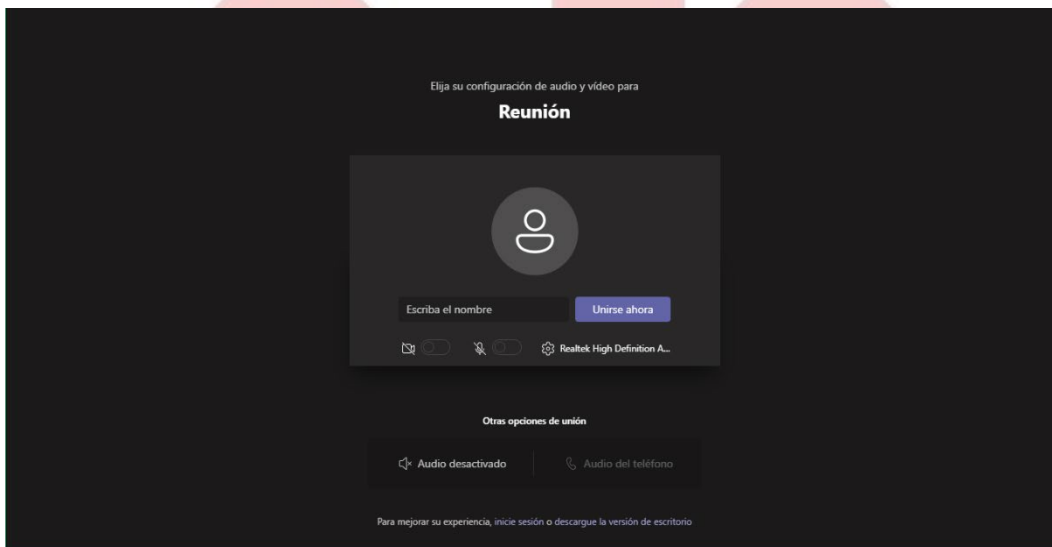 Elija su configuración de audio y vídeo para
Reunión
Escriba el nombre
Unirse ahora
Realtek High Definition A...
Otras opciones de unión
Audio desactivado
Audio del teléfono
Para mejorar su experiencia, inicie sesión o descargue la versión de escritorio